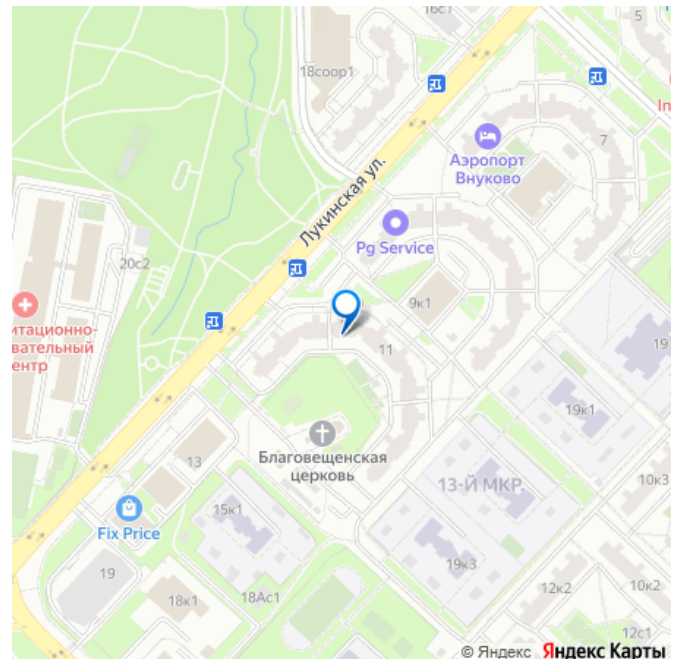 16с1
5
18соор1
7
In
Аэропорт
Внуково
Лукинская ул.
Pg Service
20с2
9к1
итационно-
вательный
ентр
11
19
19к1
Благовещенская
церковь
13
13-Й МКР.
10к3
15к1
Fix Price
19
19к3
18к1
18Ас1
12к2
10к2
12с1
© Яндекс Яндекс Карты